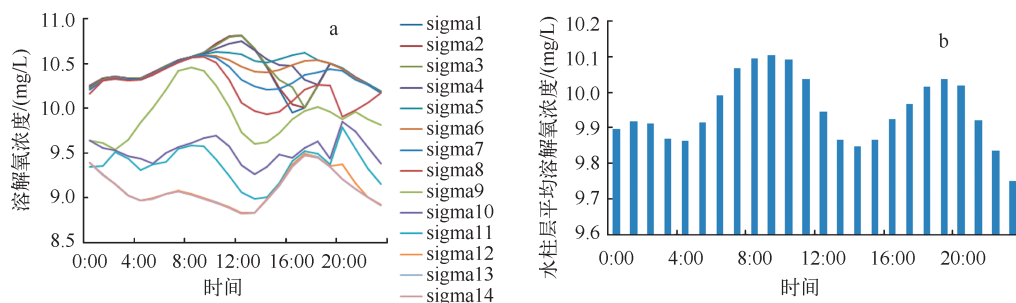 a
溶解氧浓度/(mg/L)
11.0
10.5
10.0
9.5
9.0
8.5
0:00 4:00 8:00 12:00 16:00 20:00
时间
sigma1
sigma2
sigma3
sigma4
sigma5
sigma6
sigma7
sigma8
sigma9
sigma10
sigma11
sigma12
sigma13
sigma14
b
水柱层平均溶解氧浓度/(mg/L)
10.2
10.1
10.0
9.9
9.8
9.7
9.6
0:00 4:00 8:00 12:00 16:00 20:00
时间